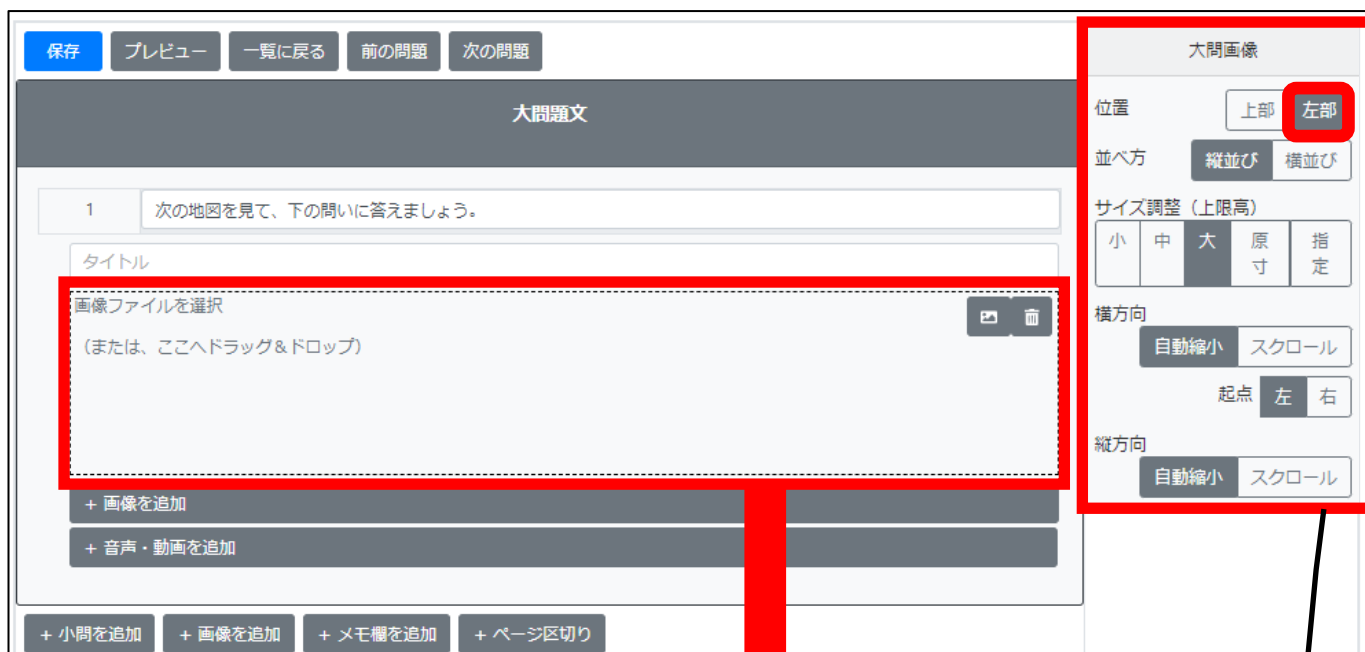 保存 プレビュー 一覧に戻る 前の問題 次の問題
大問題文
1 次の地図を見て、下の問いに答えましょう。
タイトル
画像ファイルを選択
（または、ここへドラッグ＆ドロップ）
+ 画像を追加
+ 音声・動画を追加
+ 小問を追加 + 画像を追加 + メモ欄を追加 + ページ区切り
大問画像
位置 上部 左部
並べ方 縦並び 横並び
サイズ調整（上限高）
小 中 大 原寸 指定
横方向
自動縮小 スクロール
起点 左 右
縦方向
自動縮小 スクロール